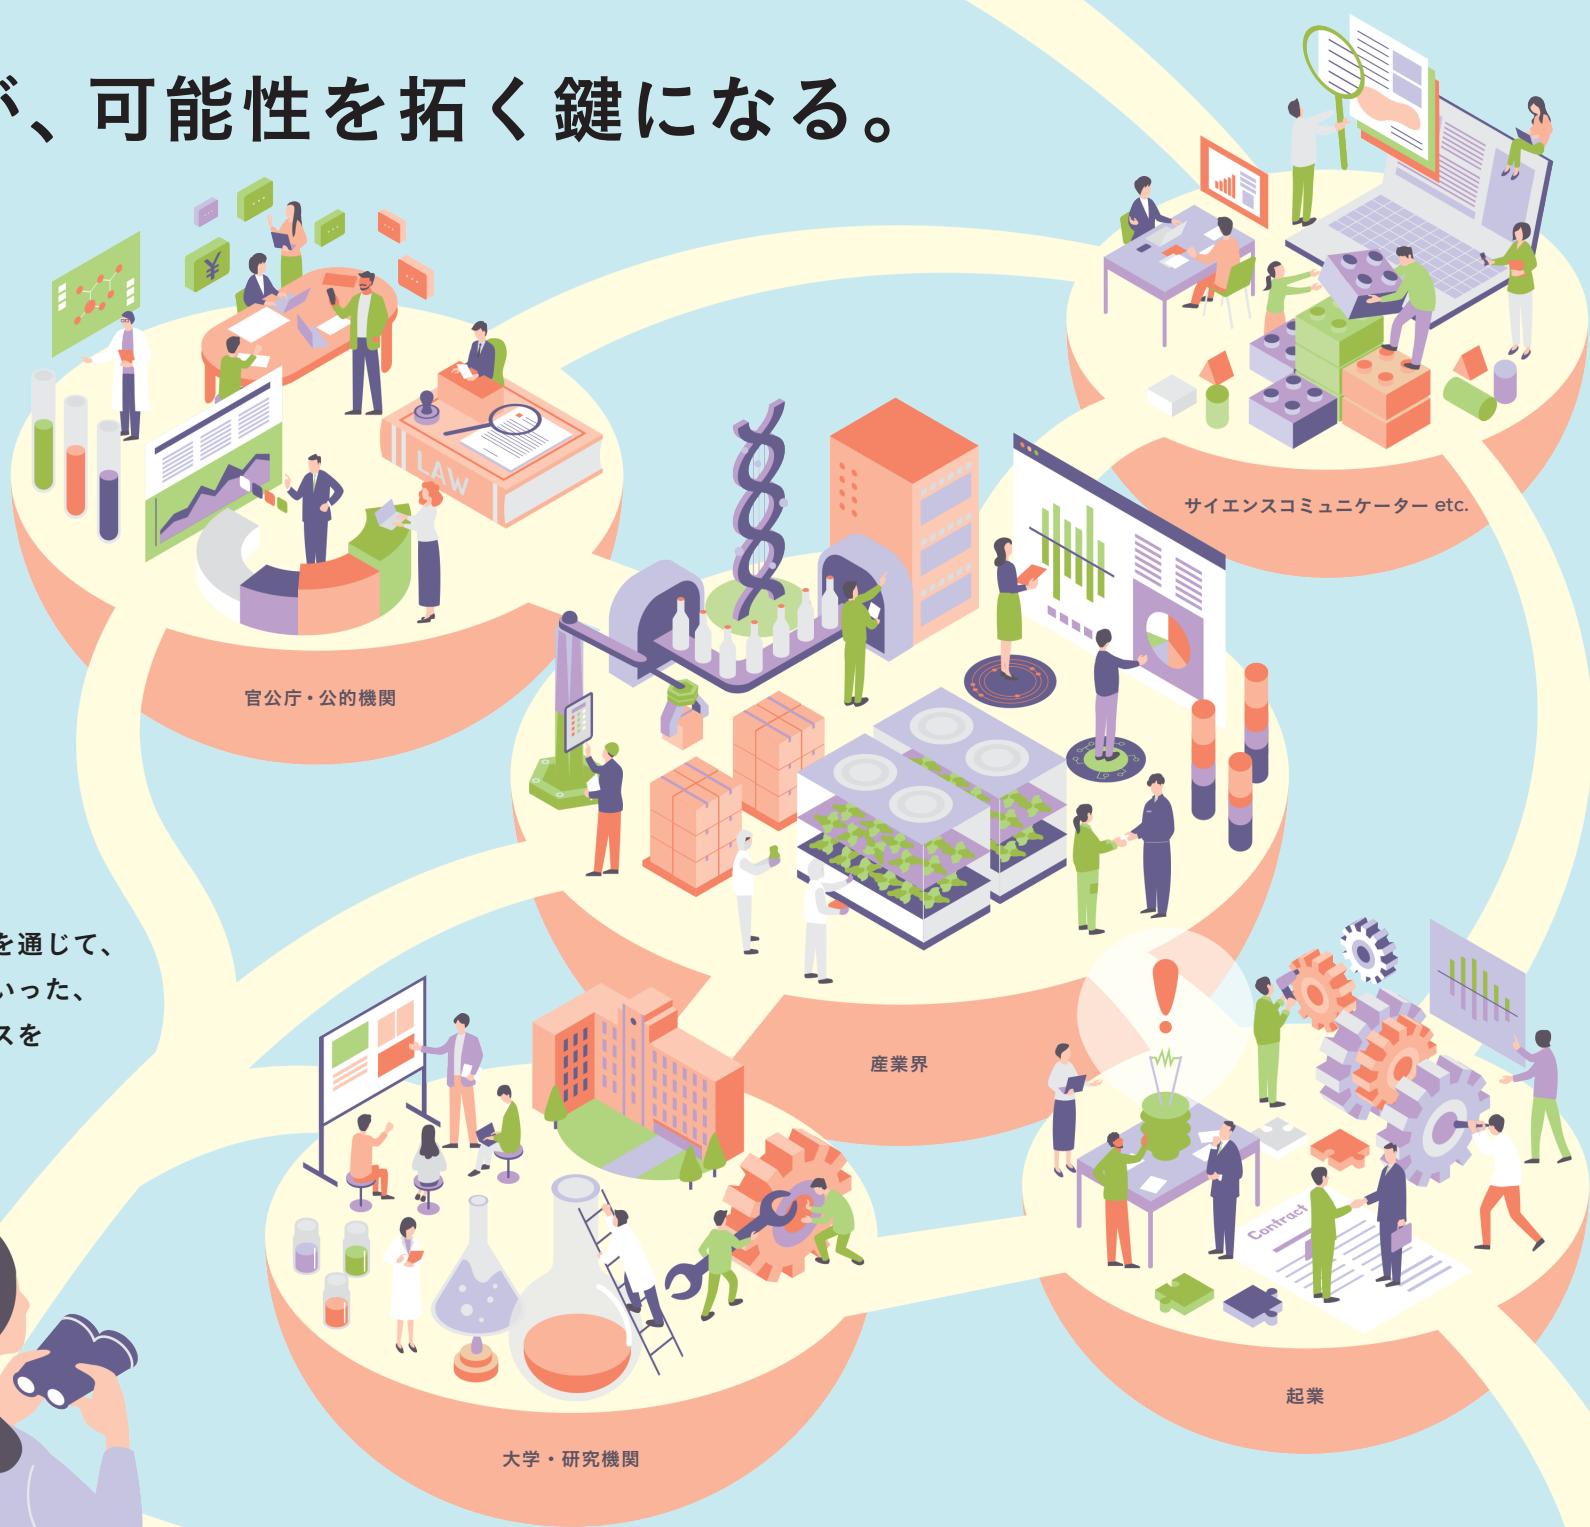 が、可能性を拓く鍵になる。
サイエンスコミュニケーター etc.
¥
LAW
官公庁・公的機関
を通じて、
いった、
スを
産業界
Contract
起業
大学・研究機関